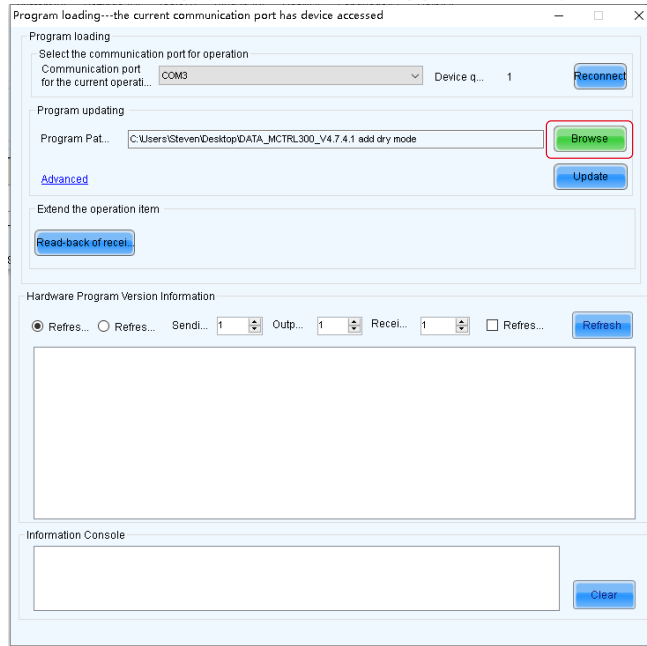 Program loading---the current communication port has device accessed
Program loading
Select the communication port for operation
Communication port
for the current operati...
COM3
Device q...
1
Reconnect
Program updating
Program Pat...
C:\Users\Steven\Desktop\DATA_MCTRL300_V4.7.4.1 add dry mode
Browse
Advanced
Update
Extend the operation item
Read-back of recei...
Hardware Program Version Information
Refres...
Refres...
Sendi...
1
Outp...
1
Recei...
1
Refres...
Refresh
Information Console
Clear